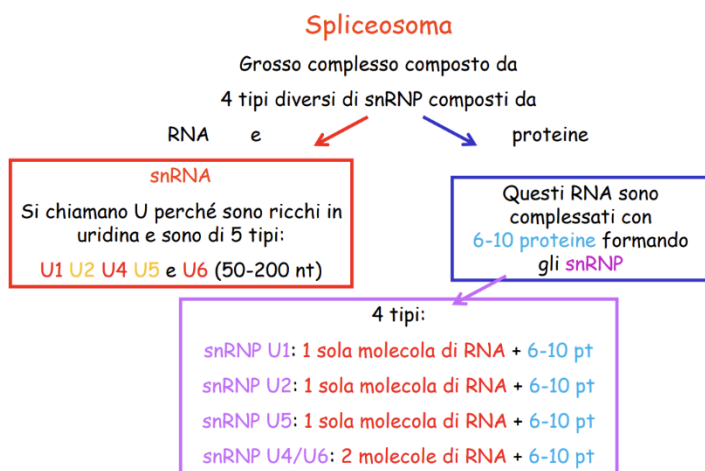 Spliceosoma
Grosso complesso composto da
4 tipi diversi di snRNP composti da
RNA e proteine
snRNA
Si chiamano U perché sono ricchi in
uridina e sono di 5 tipi:
U1 U2 U4 U5 e U6 (50-200 nt)
Questi RNA sono
complessati con
6-10 proteine formando
gli snRNP
4 tipi:
snRNP U1: 1 sola molecola di RNA + 6-10 pt
snRNP U2: 1 sola molecola di RNA + 6-10 pt
snRNP U5: 1 sola molecola di RNA + 6-10 pt
snRNP U4/U6: 2 molecole di RNA + 6-10 pt